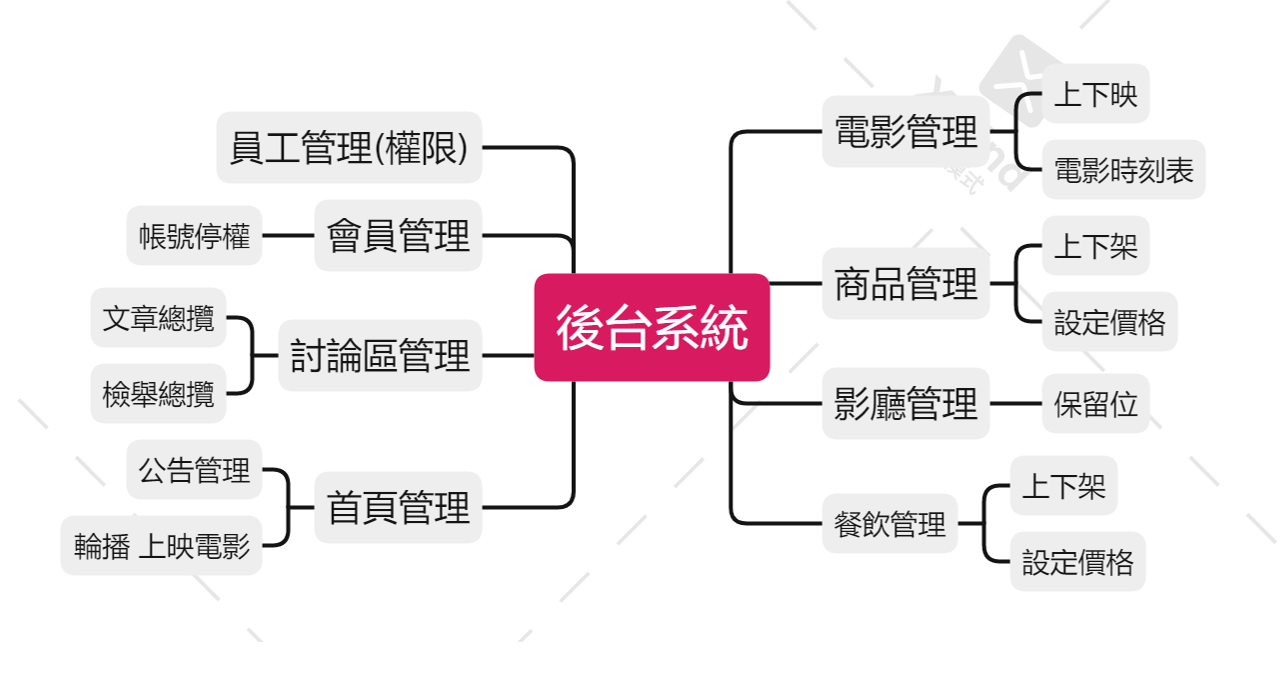 後台系統
電影管理
上下映
電影時刻表
商品管理
上下架
設定價格
影廳管理
保留位
餐飲管理
上下架
設定價格
員工管理(權限)
會員管理
帳號停權
討論區管理
文章總攬
檢舉總攬
首頁管理
公告管理
輪播 上映電影